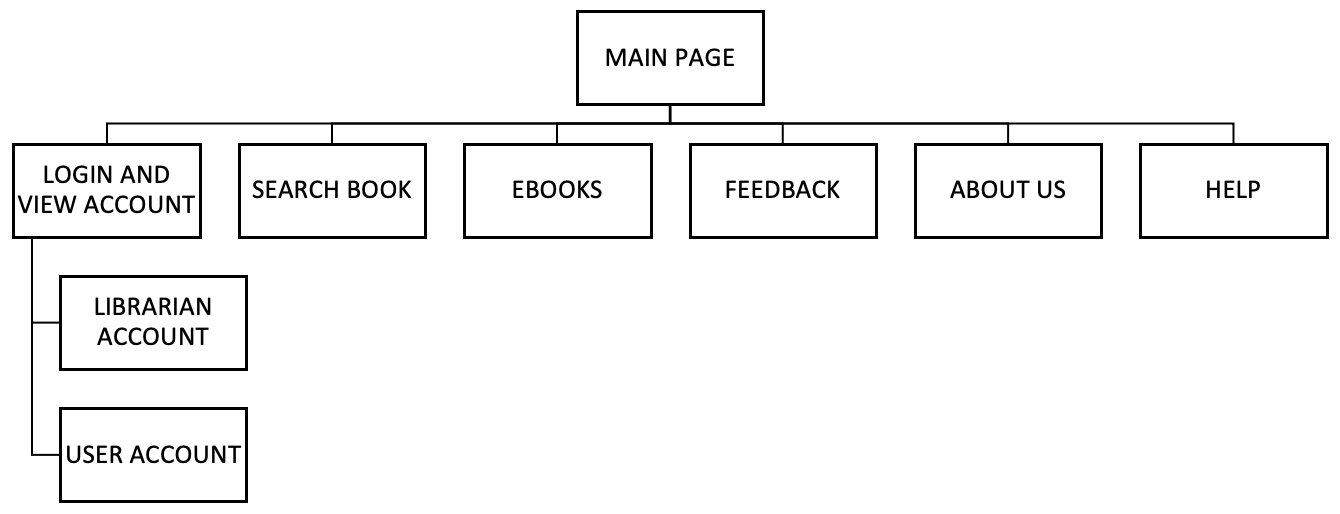 MAIN PAGE
LOGIN AND
VIEW ACCOUNT
SEARCH BOOK
EBOOKS
FEEDBACK
ABOUT US
HELP
LIBRARIAN
ACCOUNT
USER ACCOUNT